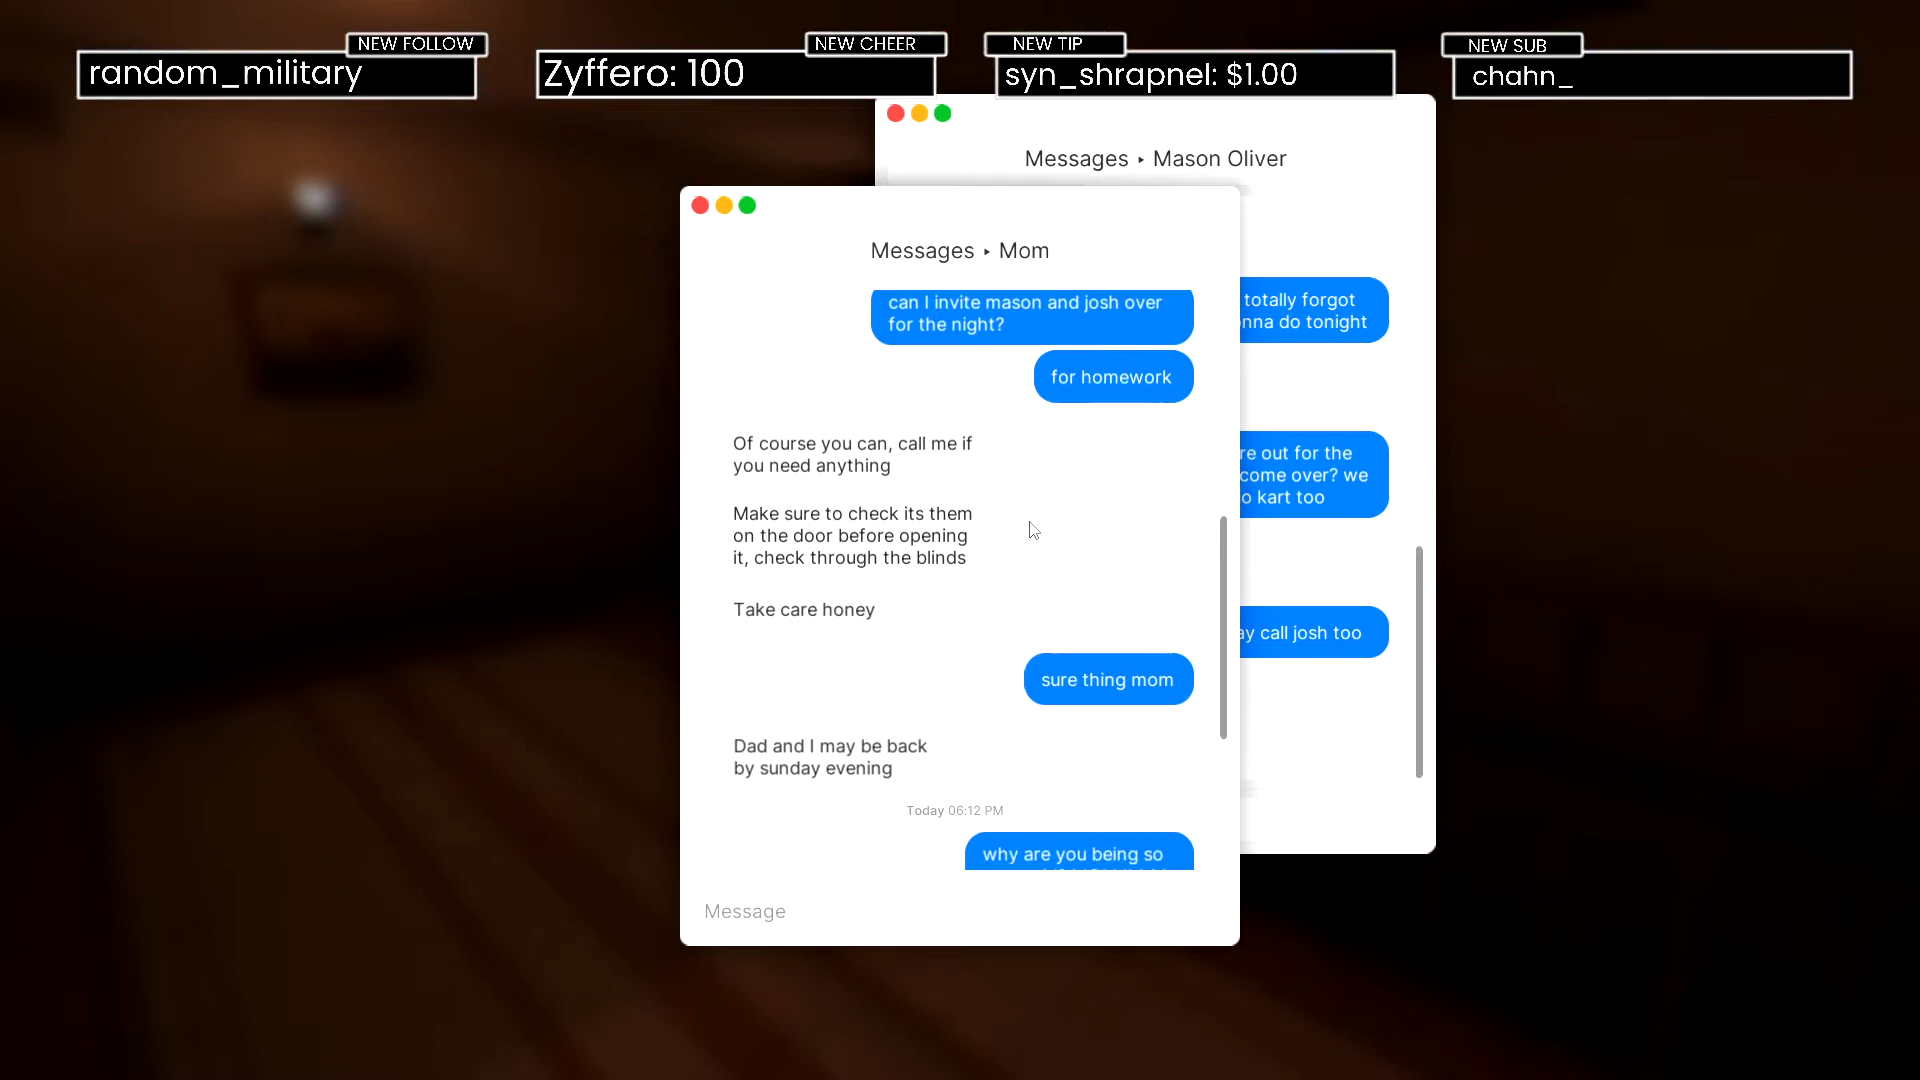 NEW FOLLOW
random_military
NEW CHEER
Zyffero: 100
NEW TIP
syn_shrapnel: $1.00
NEW SUB
chahn_
Messages ▸ Mason Oliver
totally forgot
nna do tonight
re out for the
come over? we
o kart too
ay call josh too
Messages ▸ Mom
can I invite mason and josh over
for the night?
for homework
Of course you can, call me if
you need anything
Make sure to check its them
on the door before opening
it, check through the blinds
Take care honey
sure thing mom
Dad and I may be back
by sunday evening
Today 06:12 PM
why are you being so
Message